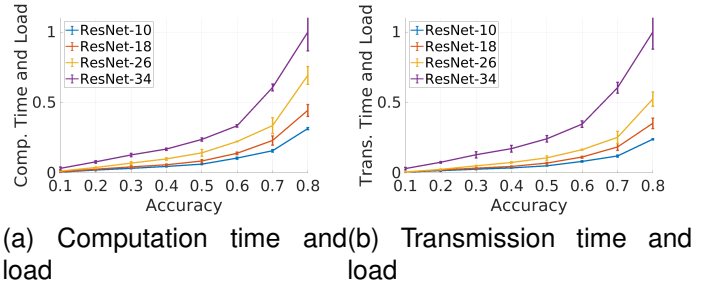 Comp. Time and Load
1
0.5
0
ResNet-10
ResNet-18
ResNet-26
ResNet-34
0.1 0.2 0.3 0.4 0.5 0.6 0.7 0.8
Accuracy
(a) Computation time and
load
Trans. Time and Load
1
0.5
0
ResNet-10
ResNet-18
ResNet-26
ResNet-34
0.1 0.2 0.3 0.4 0.5 0.6 0.7 0.8
Accuracy
(b) Transmission time and
load